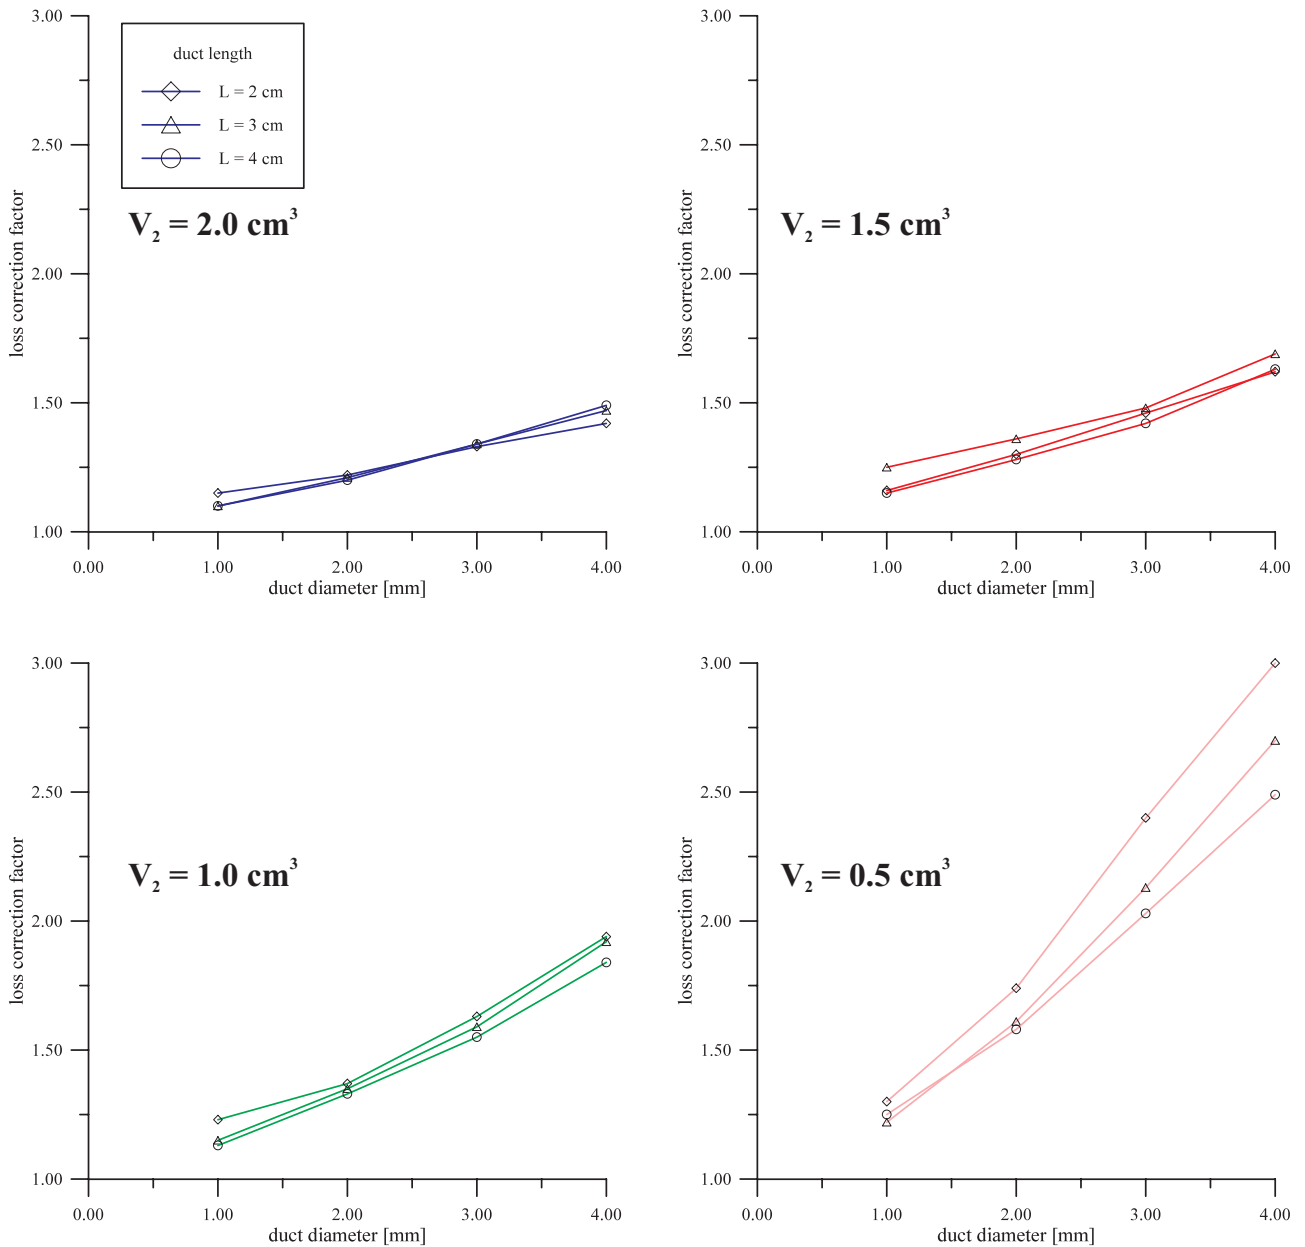 3.00
2.50
2.00
1.50
1.00
loss correction factor
duct length
L = 2 cm
L = 3 cm
L = 4 cm
V₂ = 2.0 cm³
0.00 1.00 2.00 3.00 4.00
duct diameter [mm]
3.00
2.50
2.00
1.50
1.00
loss correction factor
V₂ = 1.5 cm³
0.00 1.00 2.00 3.00 4.00
duct diameter [mm]
3.00
2.50
2.00
1.50
1.00
loss correction factor
V₂ = 1.0 cm³
0.00 1.00 2.00 3.00 4.00
duct diameter [mm]
3.00
2.50
2.00
1.50
1.00
loss correction factor
V₂ = 0.5 cm³
0.00 1.00 2.00 3.00 4.00
duct diameter [mm]